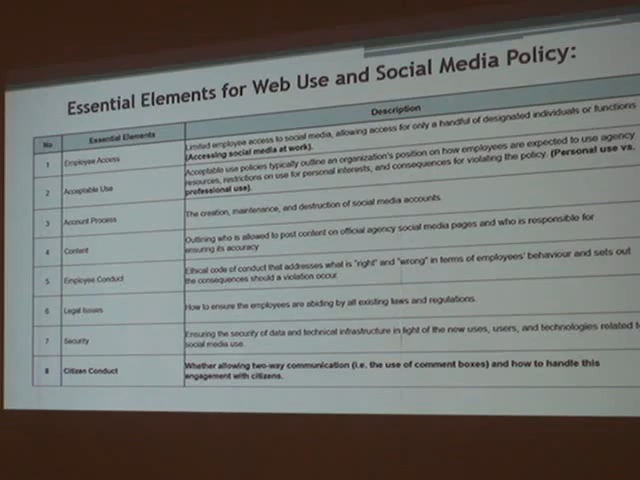 Essential Elements for Web Use and Social Media Policy:
No Essential Elements Description
1 Employee Access Limited employee access to social media, allowing access for only a handful of designated individuals or functions
(Accessing social media at work).
2 Acceptable Use Acceptable use policies typically outline an organization's position on how employees are expected to use agency
resources, restrictions on use for personal interests, and consequences for violating the policy. (Personal use vs.
professional use).
3 Account Process The creation, maintenance, and destruction of social media accounts
4 Content Outlining who is allowed to post content on official agency social media pages and who is responsible for
ensuring its accuracy
5 Employee Conduct Ethical code of conduct that addresses what is "right" and "wrong" in terms of employees' behaviour and sets out
the consequences should a violation occur.
6 Legal Issues How to ensure the employees are abiding by all existing laws and regulations.
7 Security Ensuring the security of data and technical infrastructure in light of the new uses, users, and technologies related to
social media use.
8 Citizen Conduct Whether allowing two-way communication (i.e. the use of comment boxes) and how to handle this
engagement with citizens.